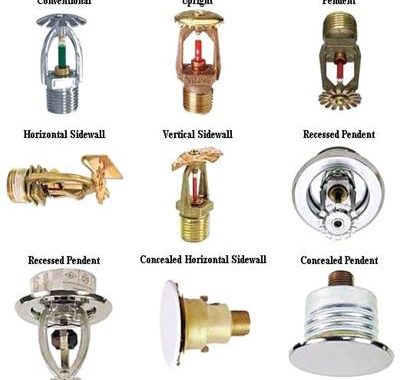 Conventional
Upright
Pendent
Horizontal Sidewall
Vertical Sidewall
Recessed Pendent
Recessed Pendent
Concealed Horizontal Sidewall
Concealed Pendent